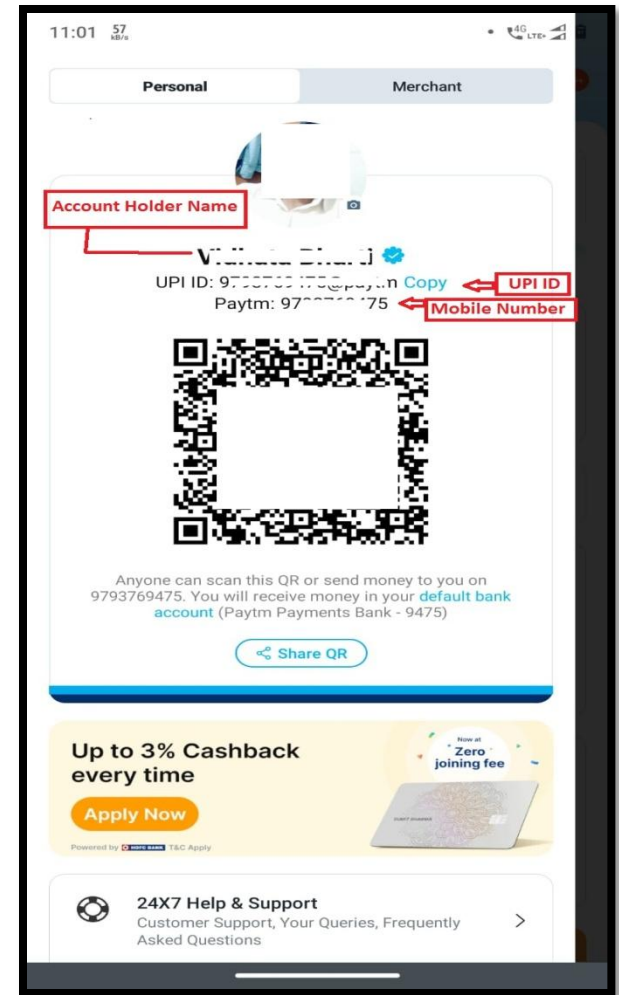 11:01 57 kB/s 4G LTE+
Personal Merchant
Account Holder Name
UPI ID: Copy UPI ID
Paytm: Mobile Number
Anyone can scan this QR or send money to you on
9793769475. You will receive money in your default bank
account (Paytm Payments Bank - 9475)
Share QR
Up to 3% Cashback
every time
Now at
Zero
joining fee
Apply Now
Powered by HDFC BANK T&C Apply
24X7 Help & Support
Customer Support, Your Queries, Frequently
Asked Questions